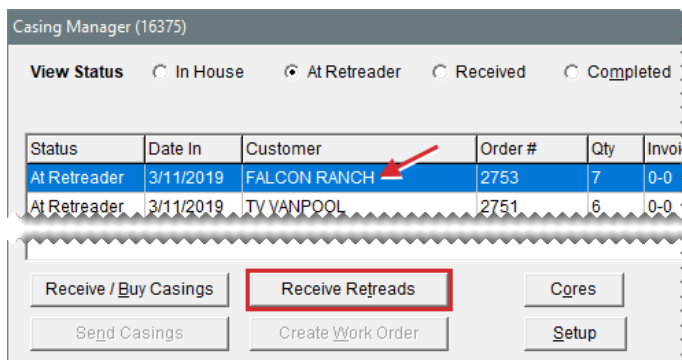 Casing Manager (16375)
View Status In House At Retreader Received Completed
Status Date In Customer Order # Qty
At Retreader 3/11/2019 FALCON RANCH 2753 7 0-0
At Retreader 3/11/2019 TV VANPOOL 2751 6 0-0
Receive / Buy Casings Receive Retreads Cores
Send Casings Create Work Order Setup